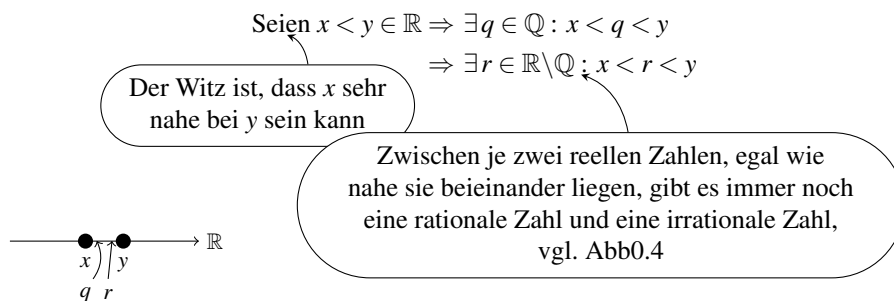 Seien x < y ∈ ℝ ⇒ ∃ q ∈ ℚ : x < q < y
⇒ ∃ r ∈ ℝ\ℚ : x < r < y
Der Witz ist, dass x sehr
nahe bei y sein kann
Zwischen je zwei reellen Zahlen, egal wie
nahe sie beieinander liegen, gibt es immer noch
eine rationale Zahl und eine irrationale Zahl,
vgl. Abb0.4
ℝ
x y
q r